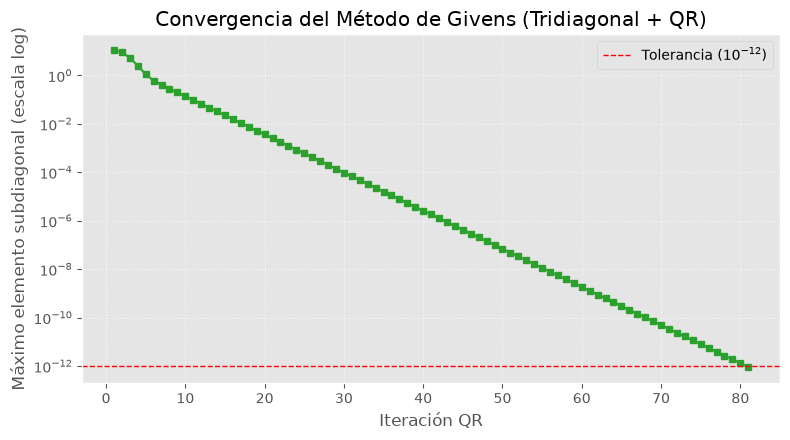 Convergencia del Método de Givens (Tridiagonal + QR)
Tolerancia (10⁻¹²)
Máximo elemento subdiagonal (escala log)
10⁰
10⁻²
10⁻⁴
10⁻⁶
10⁻⁸
10⁻¹⁰
10⁻¹²
0 10 20 30 40 50 60 70 80
Iteración QR